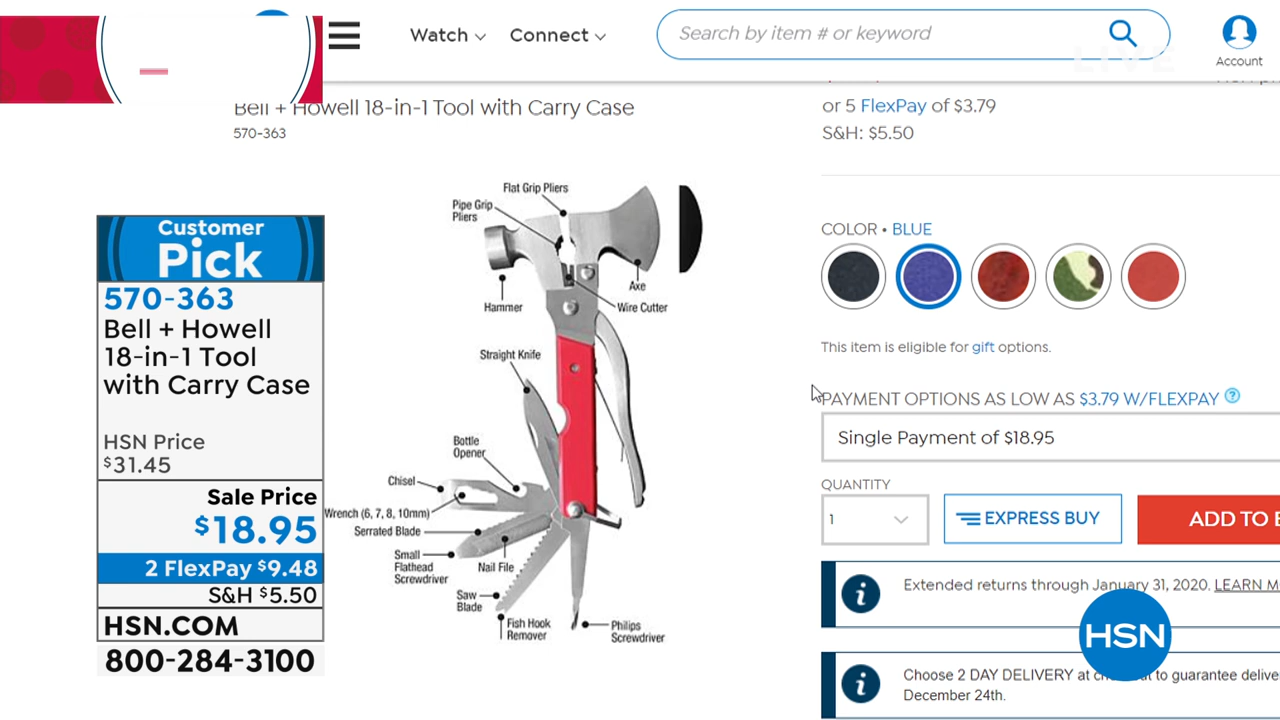 Watch
Connect
Search by item # or keyword
LIVE
Account
Bell + Howell 18-in-1 Tool with Carry Case
570-363
or 5 FlexPay of $3.79
S&H: $5.50
Customer
Pick
570-363
Bell + Howell
18-in-1 Tool
with Carry Case
HSN Price
$31.45
Sale Price
$18.95
2 FlexPay $9.48
S&H $5.50
HSN.COM
800-284-3100
Flat Grip Pliers
Pipe Grip
Pliers
Axe
Hammer
Wire Cutter
Straight Knife
Bottle
Opener
Chisel
Wrench (6, 7, 8, 10mm)
Serrated Blade
Small
Flathead
Screwdriver
Nail File
Saw
Blade
Fish Hook
Remover
Philips
Screwdriver
COLOR • BLUE
This item is eligible for gift options.
PAYMENT OPTIONS AS LOW AS $3.79 W/FLEXPAY ?
Single Payment of $18.95
QUANTITY
1
EXPRESS BUY
ADD TO
Extended returns through January 31, 2020. LEARN
HSN
Choose 2 DAY DELIVERY at to guarantee
December 24th.